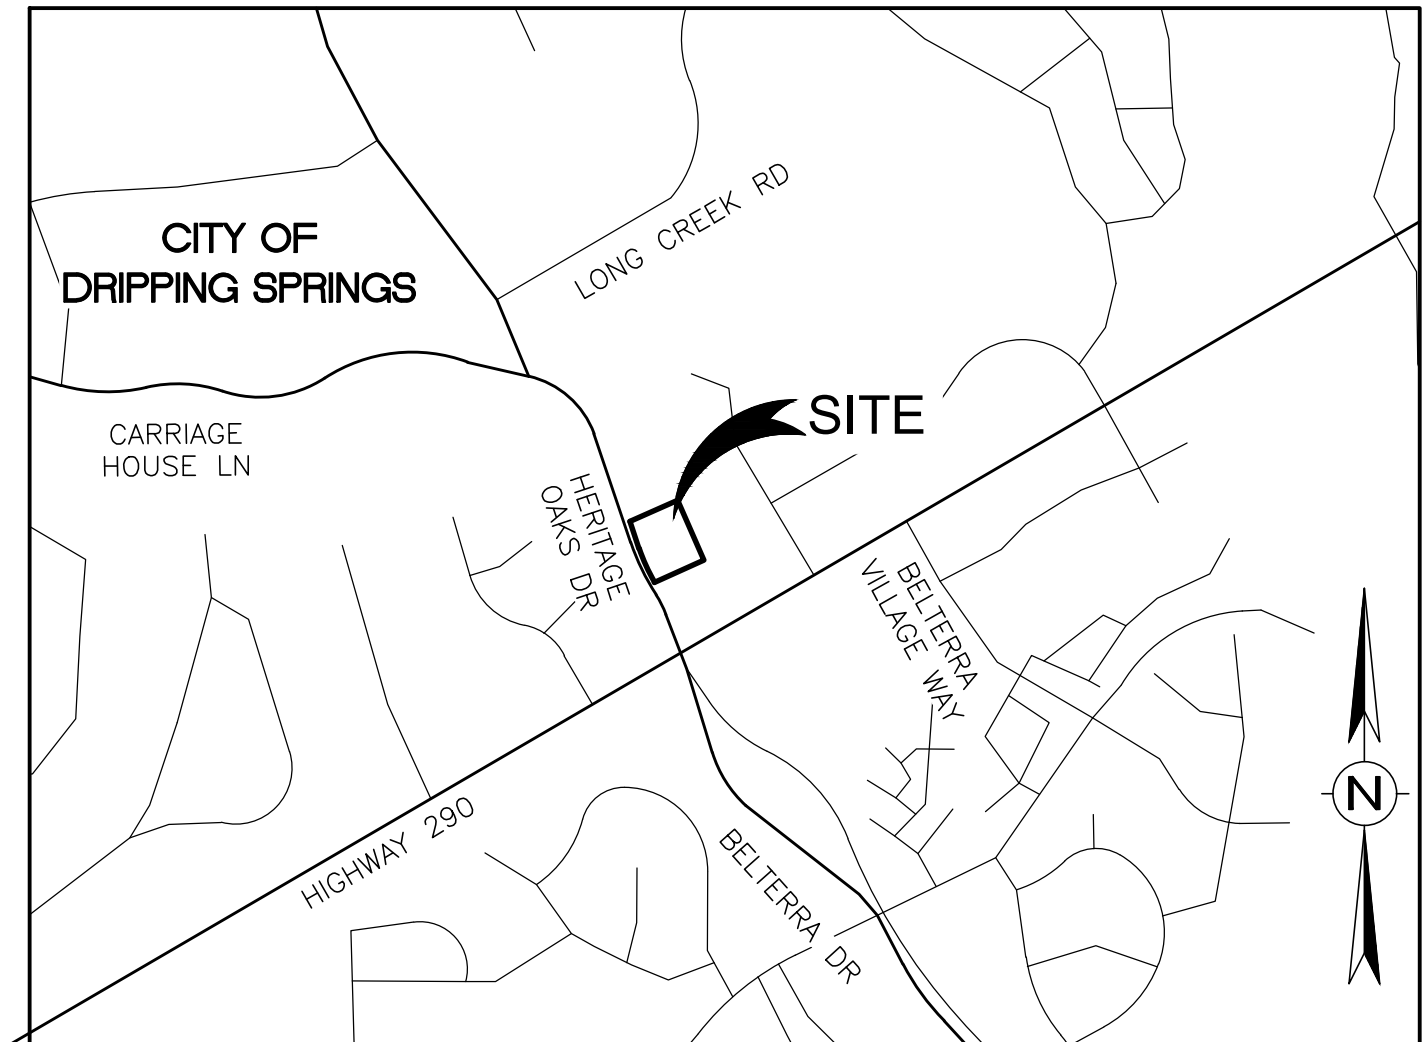 LONG CREEK RD
CITY OF
DRIPPING SPRINGS
SITE
CARRIAGE
HOUSE LN
HERITAGE
OAKS DR
BELTERRA
VILLAGE WAY
HIGHWAY 290
BELTERRA DR
N